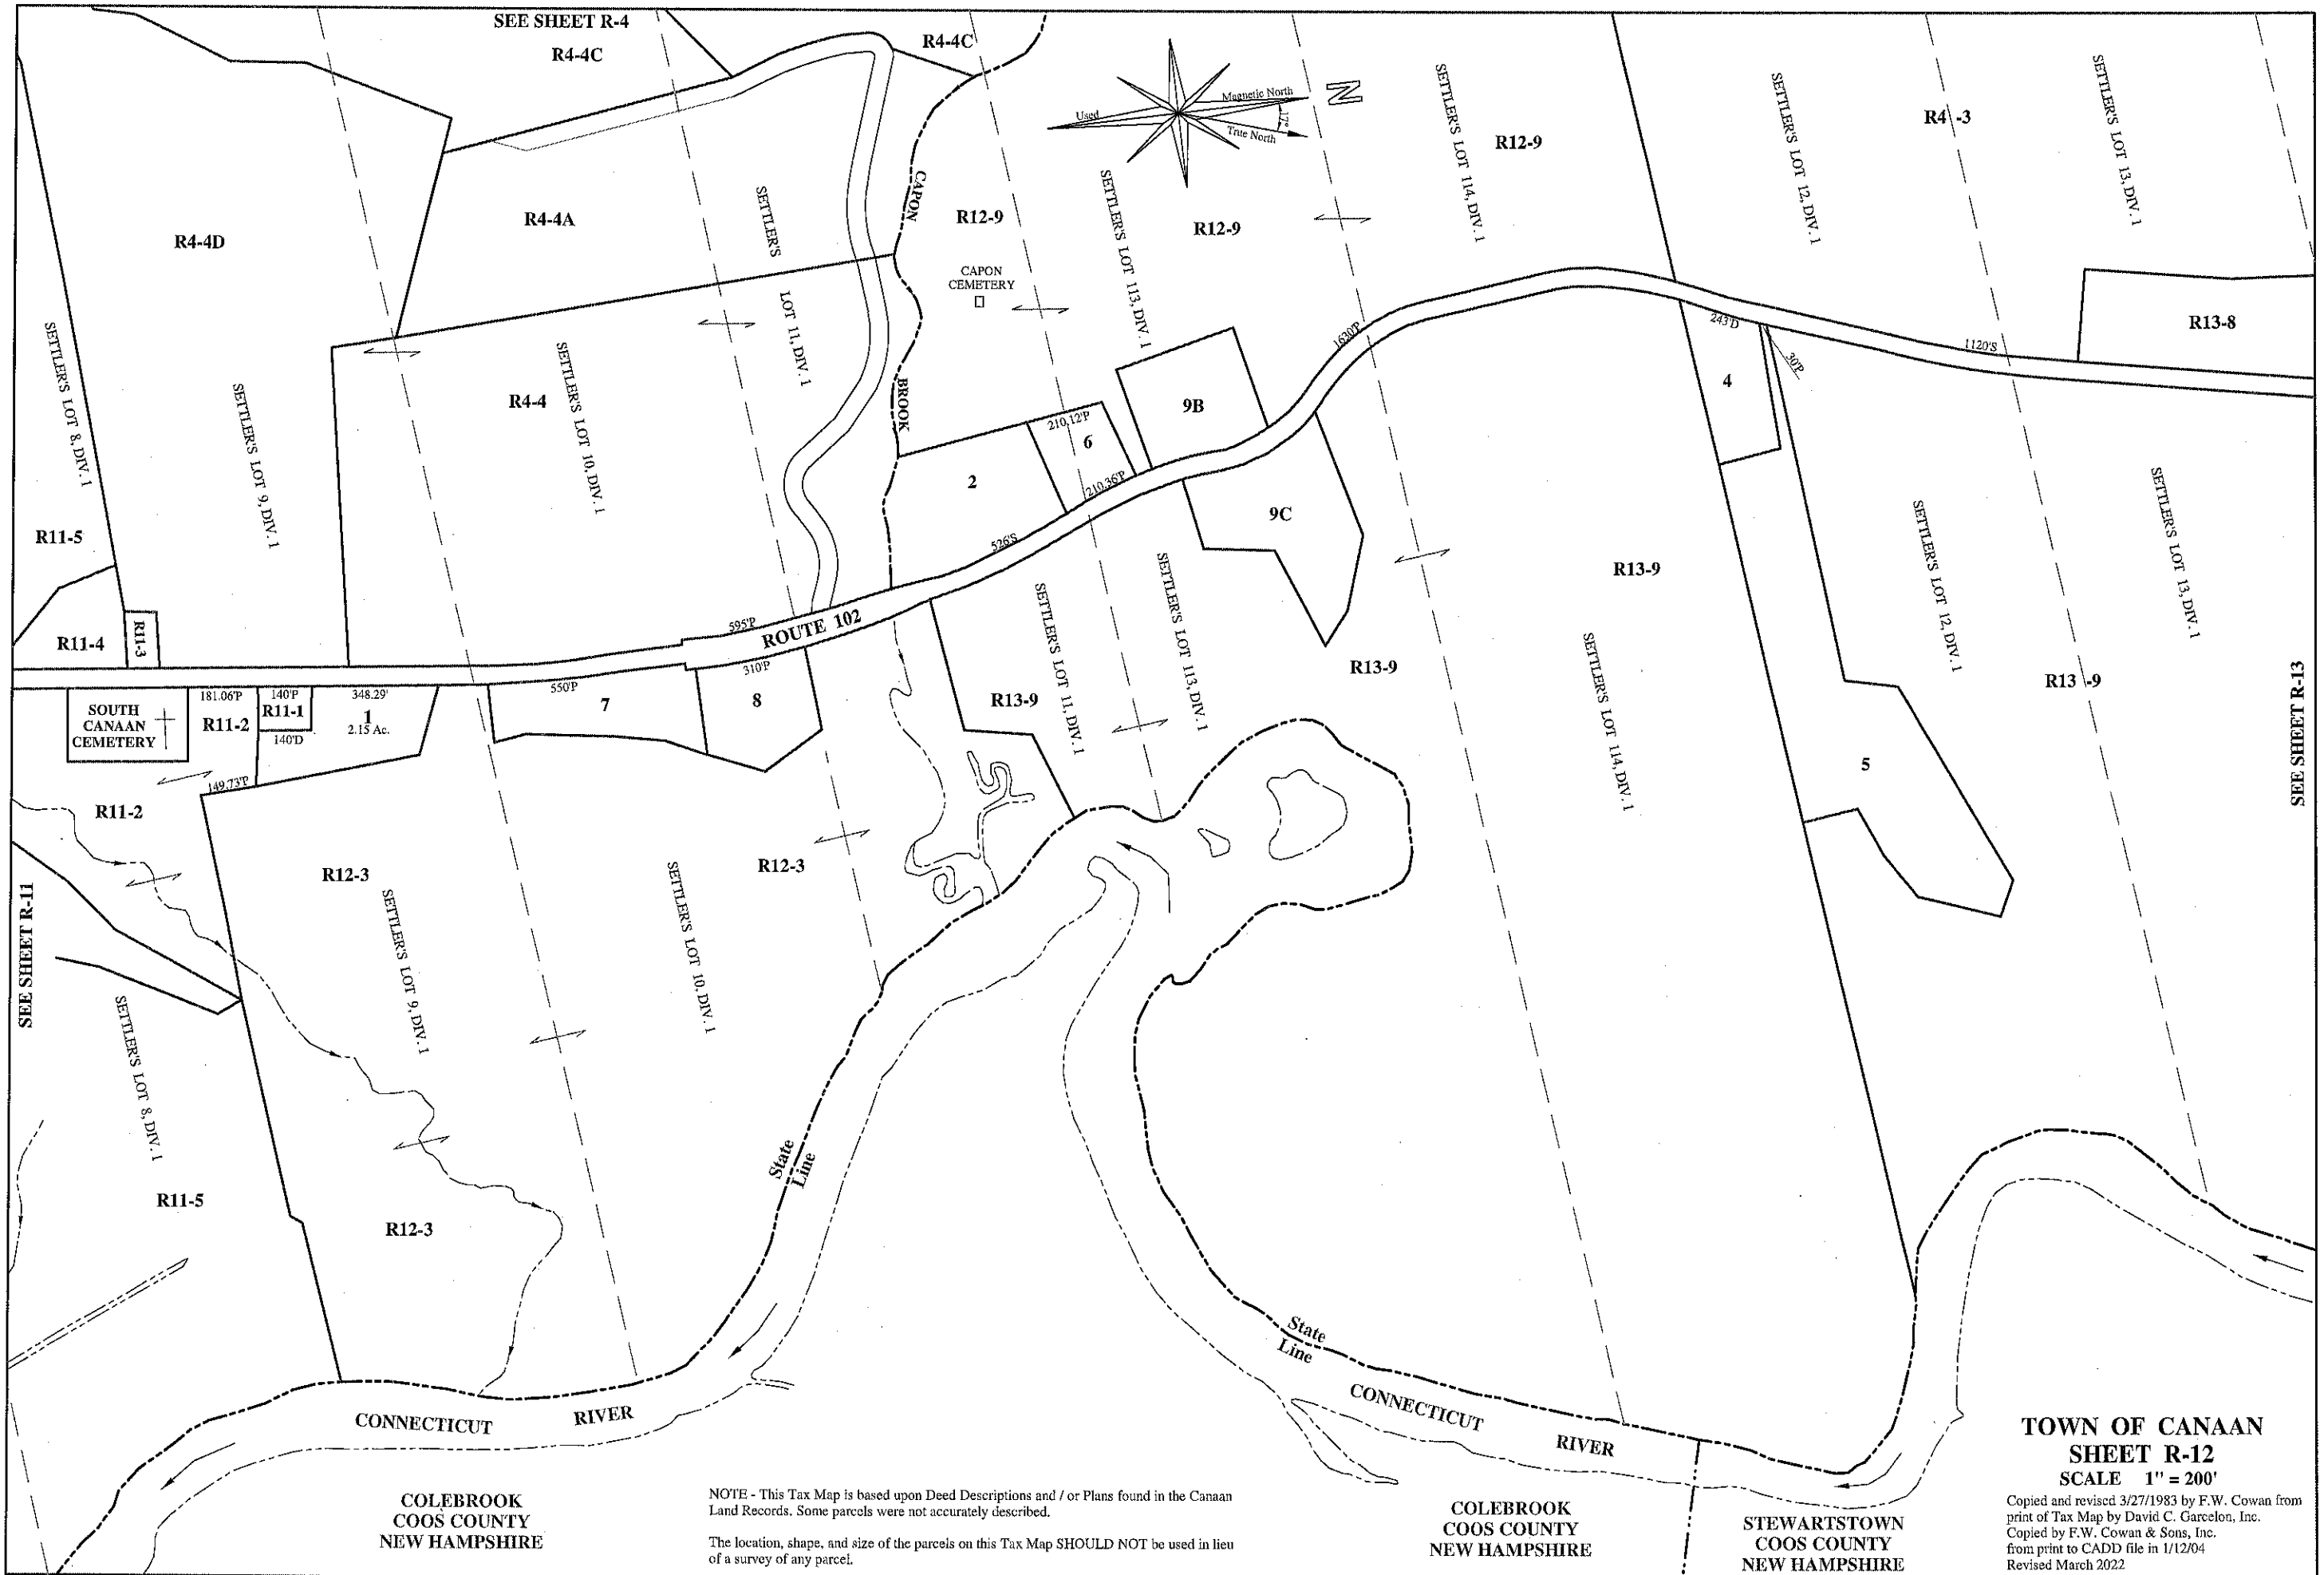 SEE SHEET R-4
R4-4C
R4-4C
Used
Magnetic North
True North
17°
N
SETTLER'S LOT 114, DIV. 1
R12-9
SETTLER'S LOT 12, DIV. 1
R4 -3
SETTLER'S LOT 13, DIV. 1
R4-4D
R4-4A
SETTLER'S LOT 11, DIV. 1
CAPON BROOK
R12-9
CAPON
CEMETERY
SETTLER'S LOT 113, DIV. 1
R12-9
R13-8
SETTLER'S LOT 8, DIV. 1
SETTLER'S LOT 9, DIV. 1
R4-4
SETTLER'S LOT 10, DIV. 1
1630'P
243'D
30'P
1120'S
4
9B
210.12'P
6
210.36'P
2
526'S
9C
R11-5
R11-4
R11-3
595'P
ROUTE 102
310'P
550'P
7
8
R13-9
SETTLER'S LOT 11, DIV. 1
SETTLER'S LOT 113, DIV. 1
R13-9
R13-9
SETTLER'S LOT 114, DIV. 1
SETTLER'S LOT 12, DIV. 1
SETTLER'S LOT 13, DIV. 1
R13 -9
SEE SHEET R-13
SOUTH
CANAAN
CEMETERY
181.06'P
R11-2
140'P
R11-1
140'D
348.29'
1
2.15 Ac.
149.73'P
R11-2
5
SEE SHEET R-11
R12-3
SETTLER'S LOT 9, DIV. 1
SETTLER'S LOT 10, DIV. 1
R12-3
SETTLER'S LOT 8, DIV. 1
R11-5
R12-3
State
Line
State
Line
CONNECTICUT RIVER
CONNECTICUT RIVER
COLEBROOK
COOS COUNTY
NEW HAMPSHIRE
NOTE - This Tax Map is based upon Deed Descriptions and / or Plans found in the Canaan
Land Records. Some parcels were not accurately described.
The location, shape, and size of the parcels on this Tax Map SHOULD NOT be used in lieu
of a survey of any parcel.
COLEBROOK
COOS COUNTY
NEW HAMPSHIRE
STEWARTSTOWN
COOS COUNTY
NEW HAMPSHIRE
TOWN OF CANAAN
SHEET R-12
SCALE 1" = 200'
Copied and revised 3/27/1983 by F.W. Cowan from
print of Tax Map by David C. Garcelon, Inc.
Copied by F.W. Cowan & Sons, Inc.
from print to CADD file in 1/12/04
Revised March 2022